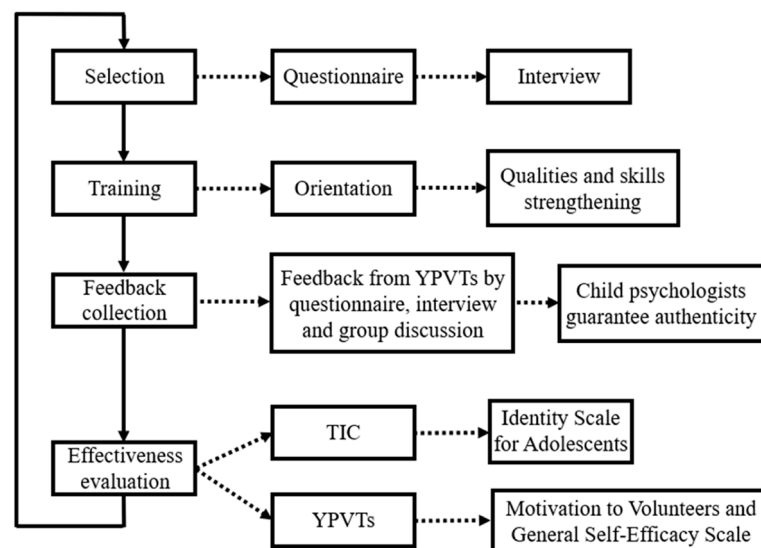 Selection
Questionnaire
Interview
Training
Orientation
Qualities and skills
strengthening
Feedback
collection
Feedback from YPVTs by
questionnaire, interview
and group discussion
Child psychologists
guarantee authenticity
Effectiveness
evaluation
TIC
Identity Scale
for Adolescents
YPVTs
Motivation to Volunteers and
General Self-Efficacy Scale